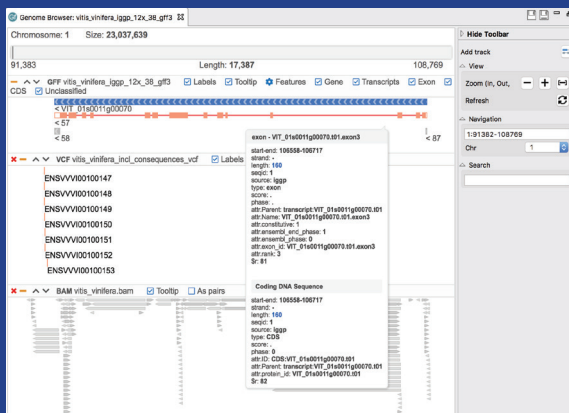 Genome Browser: vitis_vinifera_iggp_12x_38_gff3
Chromosome: 1 Size: 23,037,639
91,383 Length: 17,387 108,769
GFF vitis_vinifera_iggp_12x_38_gff3 Labels Tooltip Features Gene Transcripts Exon
CDS Unclassified
< VIT_01s0011g00070
< 57
< 58 < 87
exon - VIT_01s0011g00070.t01.exon3
start-end: 106558-106717
strand: -
length: 160
seqid: 1
source: iggp
type: exon
score: .
phase: .
attr.Parent: transcript:VIT_01s0011g00070.t01
attr.Name: VIT_01s0011g00070.t01.exon3
attr.constitutive: 1
attr.ensembl_end_phase: 1
attr.ensembl_phase: 0
attr.exon_id: VIT_01s0011g00070.t01.exon3
attr.rank: 3
$r: 81
Coding DNA Sequence
start-end: 106558-106717
strand: -
length: 160
seqid: 1
source: iggp
type: CDS
score: .
phase: 0
attr.ID: CDS:VIT_01s0011g00070.t01
attr.Parent: transcript:VIT_01s0011g00070.t01
attr.protein_id: VIT_01s0011g00070.t01
$r: 82
VCF vitis_vinifera_incl_consequences_vcf Labels
ENSVVVI00100147
ENSVVVI00100148
ENSVVVI00100149
ENSVVVI00100150
ENSVVVI00100151
ENSVVVI00100152
ENSVVVI00100153
BAM vitis_vinifera.bam Tooltip As pairs
Hide Toolbar
Add track
View
Zoom (In, Out,
Refresh
Navigation
1:91382-108769
Chr 1
Search